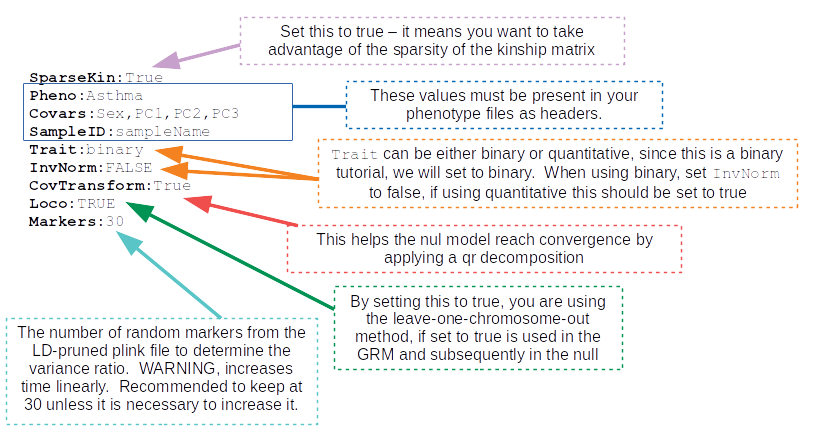 Set this to true – it means you want to take
advantage of the sparsity of the kinship matrix
SparseKin:True
Pheno:Asthma
Covars:Sex,PC1,PC2,PC3
SampleID:sampleName
Trait:binary
InvNorm:FALSE
CovTransform:True
Loco:TRUE
Markers:30
These values must be present in your
phenotype files as headers.
Trait can be either binary or quantitative, since this is a binary
tutorial, we will set to binary.  When using binary, set InvNorm
to false, if using quantitative this should be set to true
This helps the nul model reach convergence by
applying a qr decomposition
By setting this to true, you are using
the leave-one-chromosome-out
method, if set to true is used in the
GRM and subsequently in the null
The number of random markers from the
LD-pruned plink file to determine the
variance ratio.  WARNING, increases
time linearly.  Recommended to keep at
30 unless it is necessary to increase it.